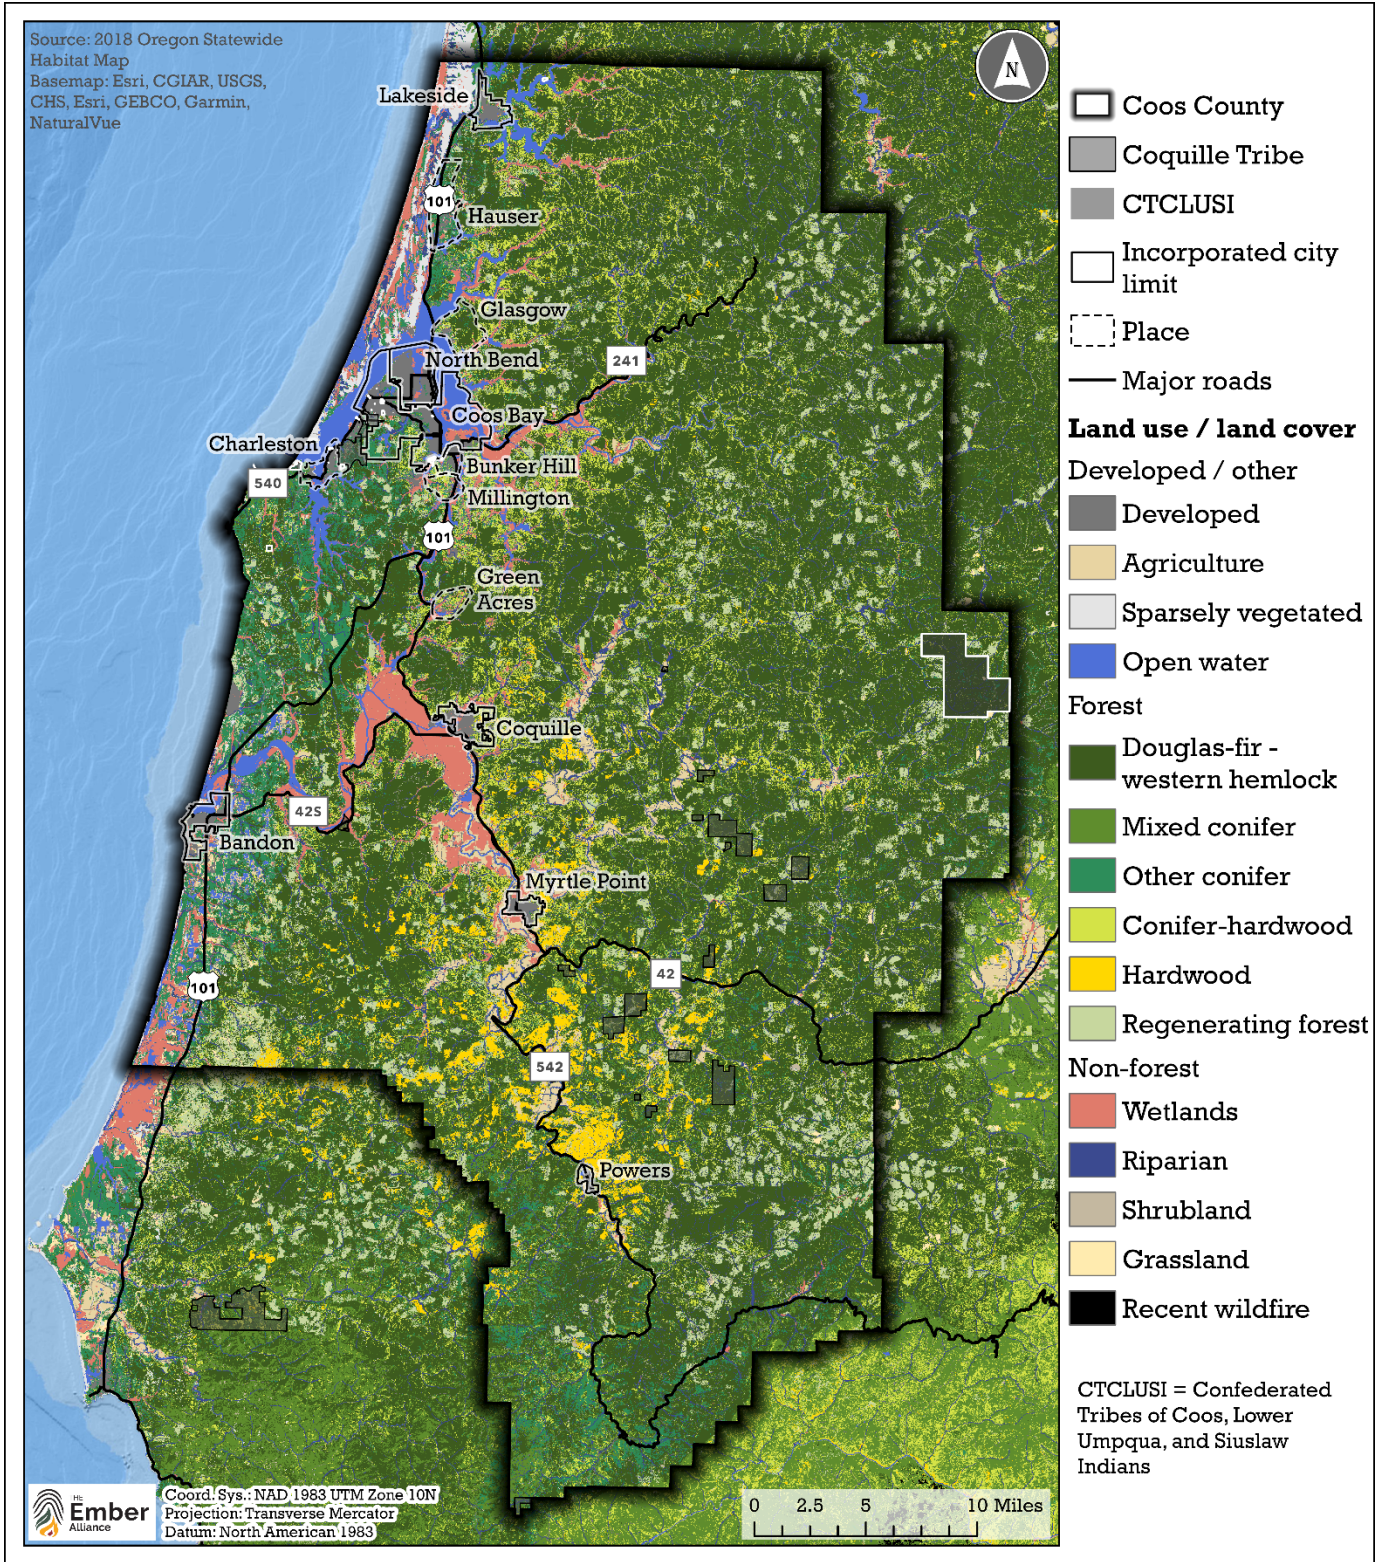 Source: 2018 Oregon Statewide
Habitat Map
Basemap: Esri, CGIAR, USGS,
CHS, Esri, GEBCO, Garmin,
NaturalVue
N
Lakeside
101
Hauser
Glasgow
North Bend
241
Coos Bay
Charleston
Bunker Hill
540
Millington
101
Green
Acres
Coquille
42S
Bandon
Myrtle Point
42
101
542
Powers
The
Ember
Alliance
Coord. Sys.: NAD 1983 UTM Zone 10N
Projection: Transverse Mercator
Datum: North American 1983
0 2.5 5 10 Miles
Coos County
Coquille Tribe
CTCLUSI
Incorporated city
limit
Place
Major roads
Land use / land cover
Developed / other
Developed
Agriculture
Sparsely vegetated
Open water
Forest
Douglas-fir -
western hemlock
Mixed conifer
Other conifer
Conifer-hardwood
Hardwood
Regenerating forest
Non-forest
Wetlands
Riparian
Shrubland
Grassland
Recent wildfire
CTCLUSI = Confederated
Tribes of Coos, Lower
Umpqua, and Siuslaw
Indians